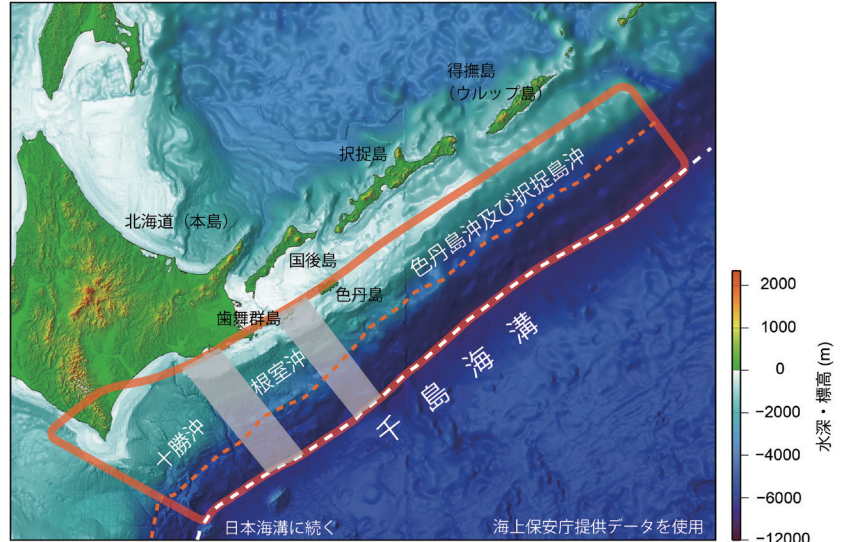 得撫島
（ウルップ島）
択捉島
北海道（本島）
国後島
色丹島
歯舞群島
色丹島沖及び択捉島沖
根室沖
十勝沖
千島海溝
日本海溝に続く
海上保安庁提供データを使用
2000
1000
0
−2000
−4000
−6000
−12000
水深・標高 (m)